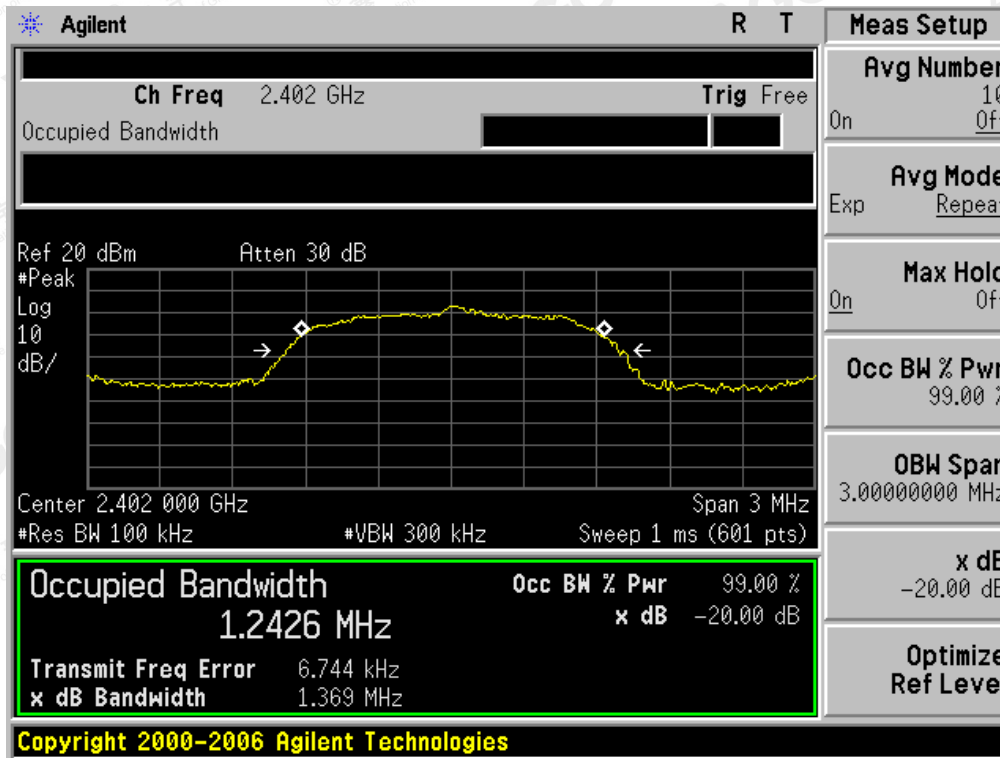 Agilent R T
Ch Freq 2.402 GHz Trig Free
Occupied Bandwidth
Ref 20 dBm Atten 30 dB
#Peak
Log
10
dB/
Center 2.402 000 GHz Span 3 MHz
#Res BW 100 kHz #VBW 300 kHz Sweep 1 ms (601 pts)
Occupied Bandwidth
1.2426 MHz
Occ BW % Pwr 99.00 %
x dB -20.00 dB
Transmit Freq Error 6.744 kHz
x dB Bandwidth 1.369 MHz
Copyright 2000-2006 Agilent Technologies
Meas Setup
Avg Number
10
On Off
Avg Mode
Exp Repeat
Max Hold
On Off
Occ BW % Pwr
99.00 %
OBW Span
3.00000000 MHz
x dB
-20.00 dB
Optimize
Ref Level